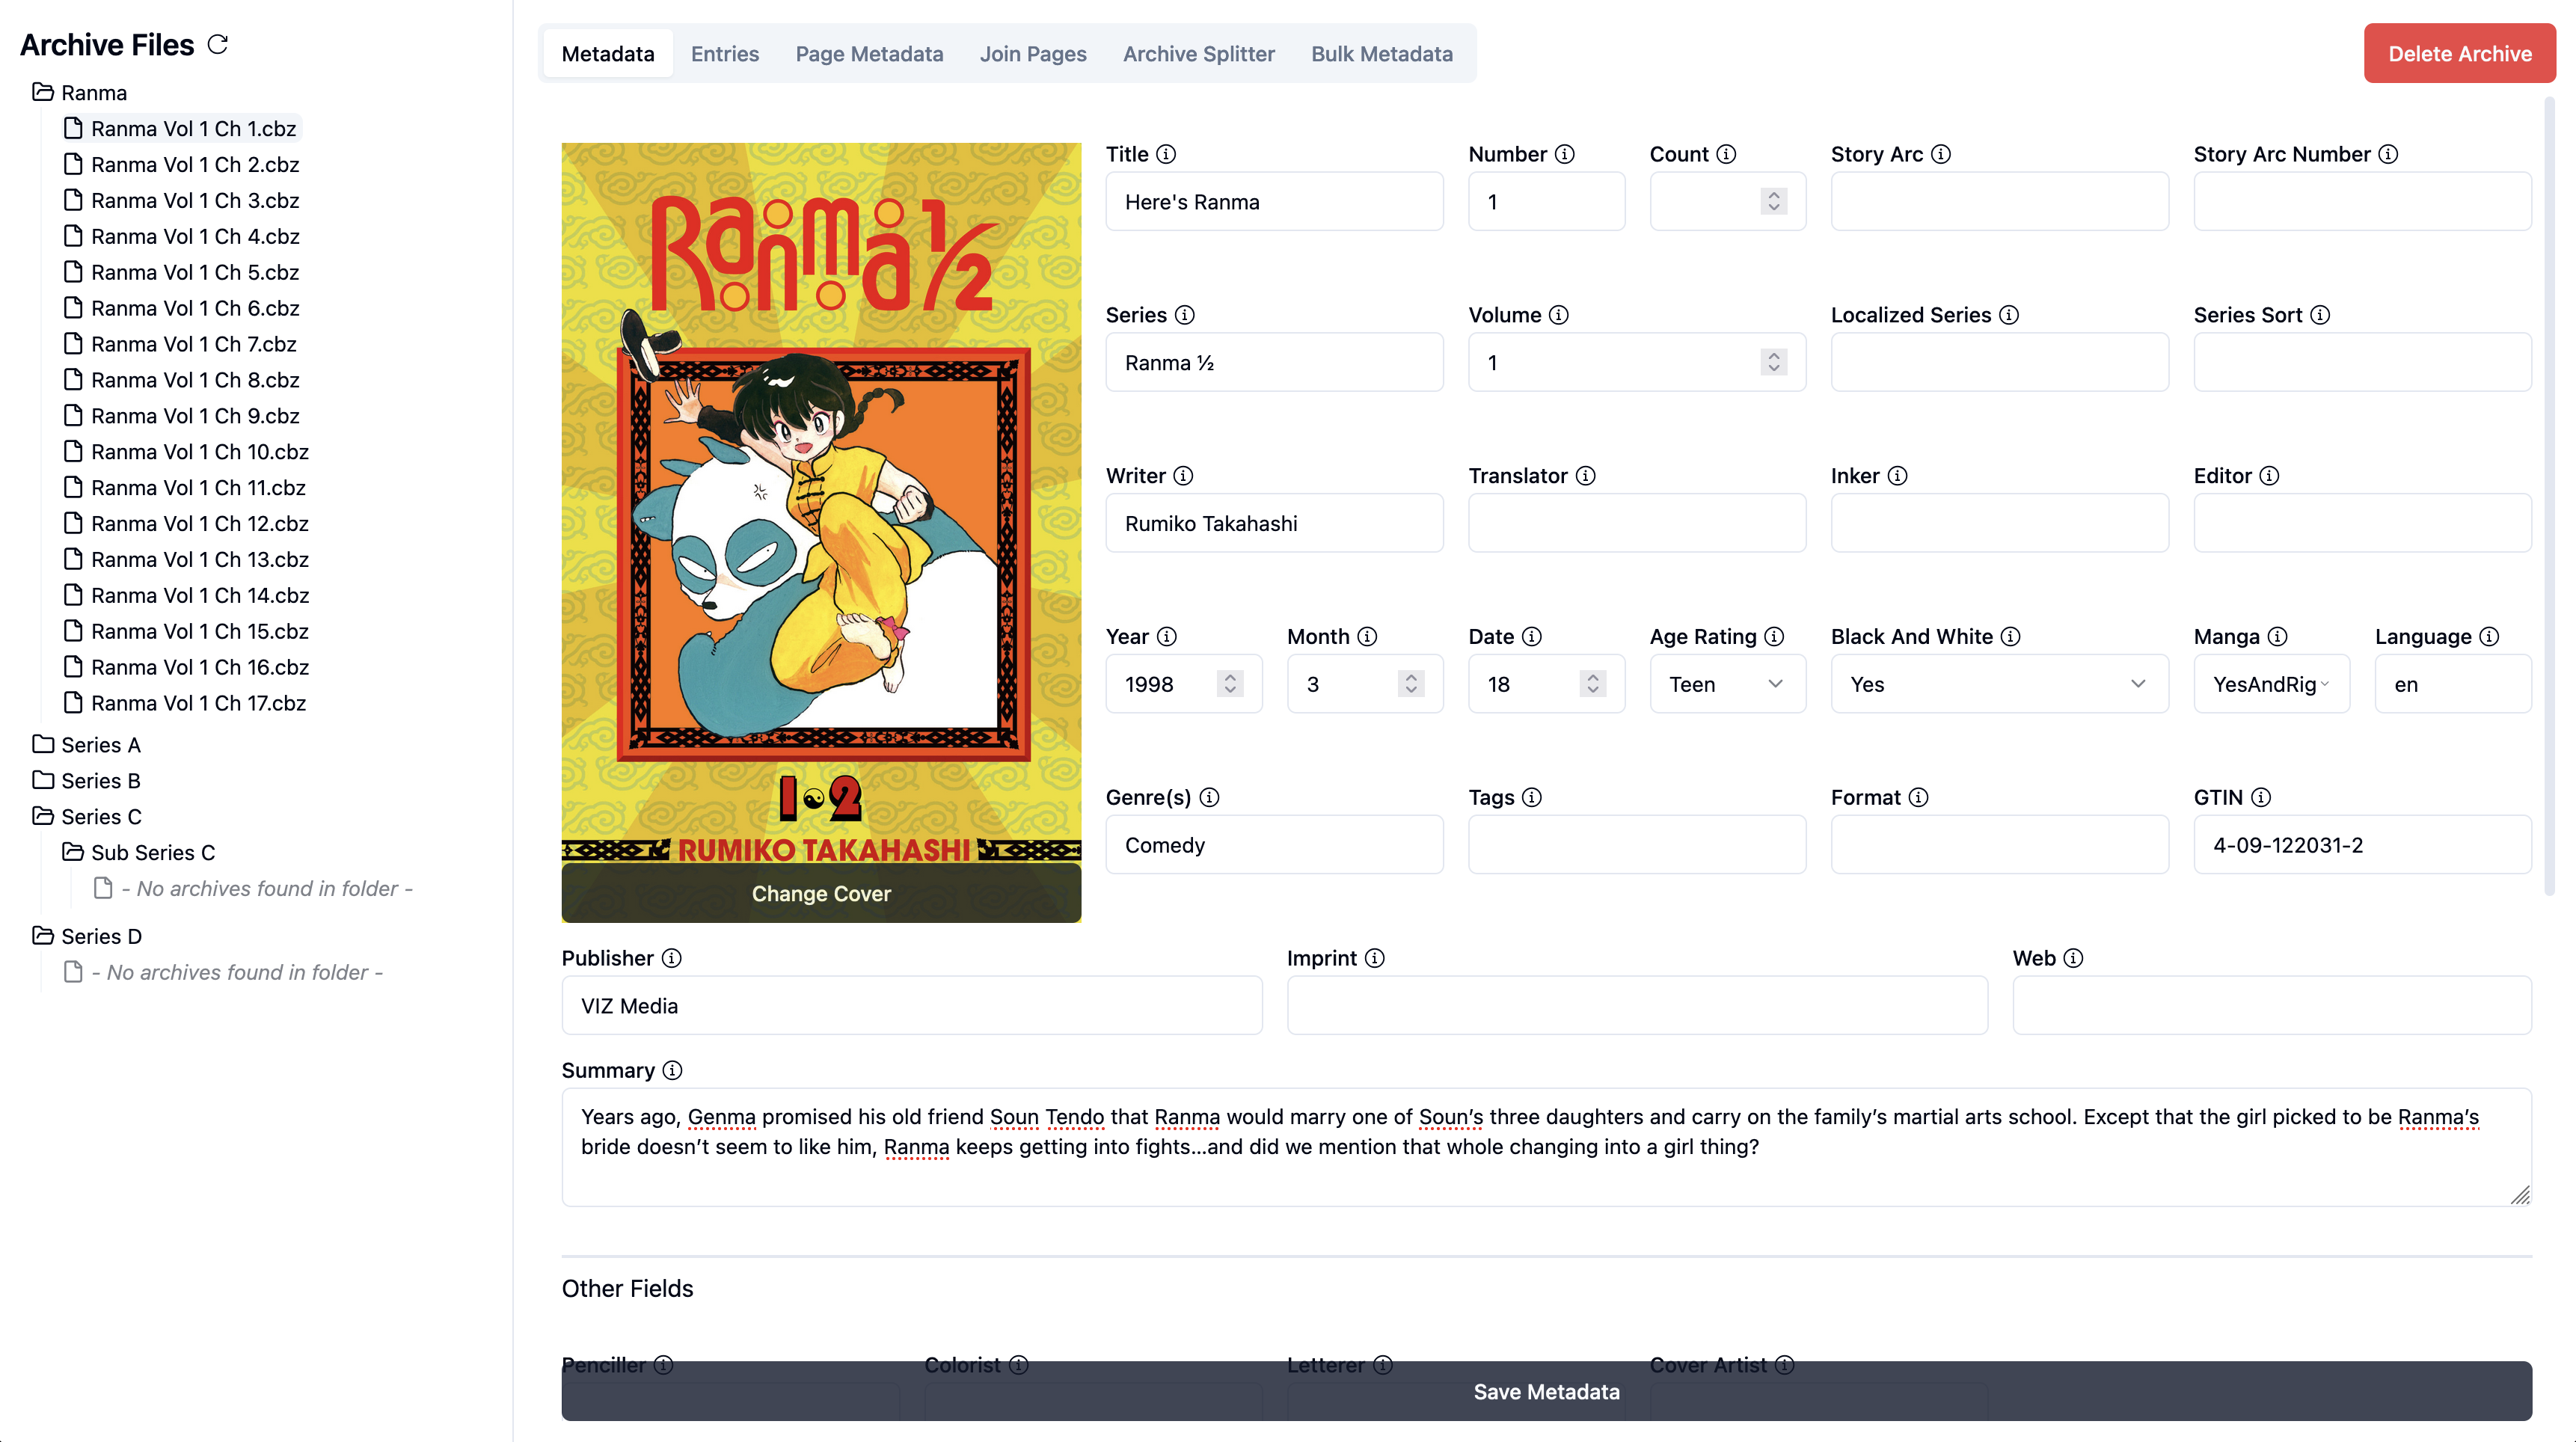 Archive Files
Ranma
Ranma Vol 1 Ch 1.cbz
Ranma Vol 1 Ch 2.cbz
Ranma Vol 1 Ch 3.cbz
Ranma Vol 1 Ch 4.cbz
Ranma Vol 1 Ch 5.cbz
Ranma Vol 1 Ch 6.cbz
Ranma Vol 1 Ch 7.cbz
Ranma Vol 1 Ch 8.cbz
Ranma Vol 1 Ch 9.cbz
Ranma Vol 1 Ch 10.cbz
Ranma Vol 1 Ch 11.cbz
Ranma Vol 1 Ch 12.cbz
Ranma Vol 1 Ch 13.cbz
Ranma Vol 1 Ch 14.cbz
Ranma Vol 1 Ch 15.cbz
Ranma Vol 1 Ch 16.cbz
Ranma Vol 1 Ch 17.cbz
Series A
Series B
Series C
Sub Series C
- No archives found in folder -
Series D
- No archives found in folder -
Metadata Entries Page Metadata Join Pages Archive Splitter Bulk Metadata
Delete Archive
Ranma 1/2
1 2
RUMIKO TAKAHASHI
Change Cover
Title Number Count Story Arc Story Arc Number
Here's Ranma 1
Series Volume Localized Series Series Sort
Ranma ½ 1
Writer Translator Inker Editor
Rumiko Takahashi
Year Month Date Age Rating Black And White Manga Language
1998 3 18 Teen Yes YesAndRig en
Genre(s) Tags Format GTIN
Comedy 4-09-122031-2
Publisher Imprint Web
VIZ Media
Summary
Years ago, Genma promised his old friend Soun Tendo that Ranma would marry one of Soun’s three daughters and carry on the family’s martial arts school. Except that the girl picked to be Ranma’s
bride doesn’t seem to like him, Ranma keeps getting into fights...and did we mention that whole changing into a girl thing?
Other Fields
Penciller Colorist Letterer Cover Artist
Save Metadata